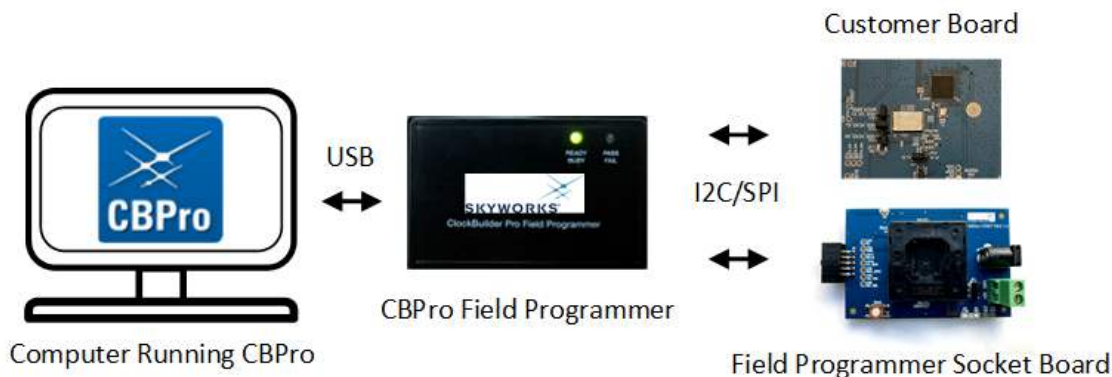 Customer Board
CBPro
USB
READY
BUSY
PASS
FAIL
SKYWORKS
ClockBuilder Pro Field Programmer
I2C/SPI
CBPro Field Programmer
Computer Running CBPro
Field Programmer Socket Board